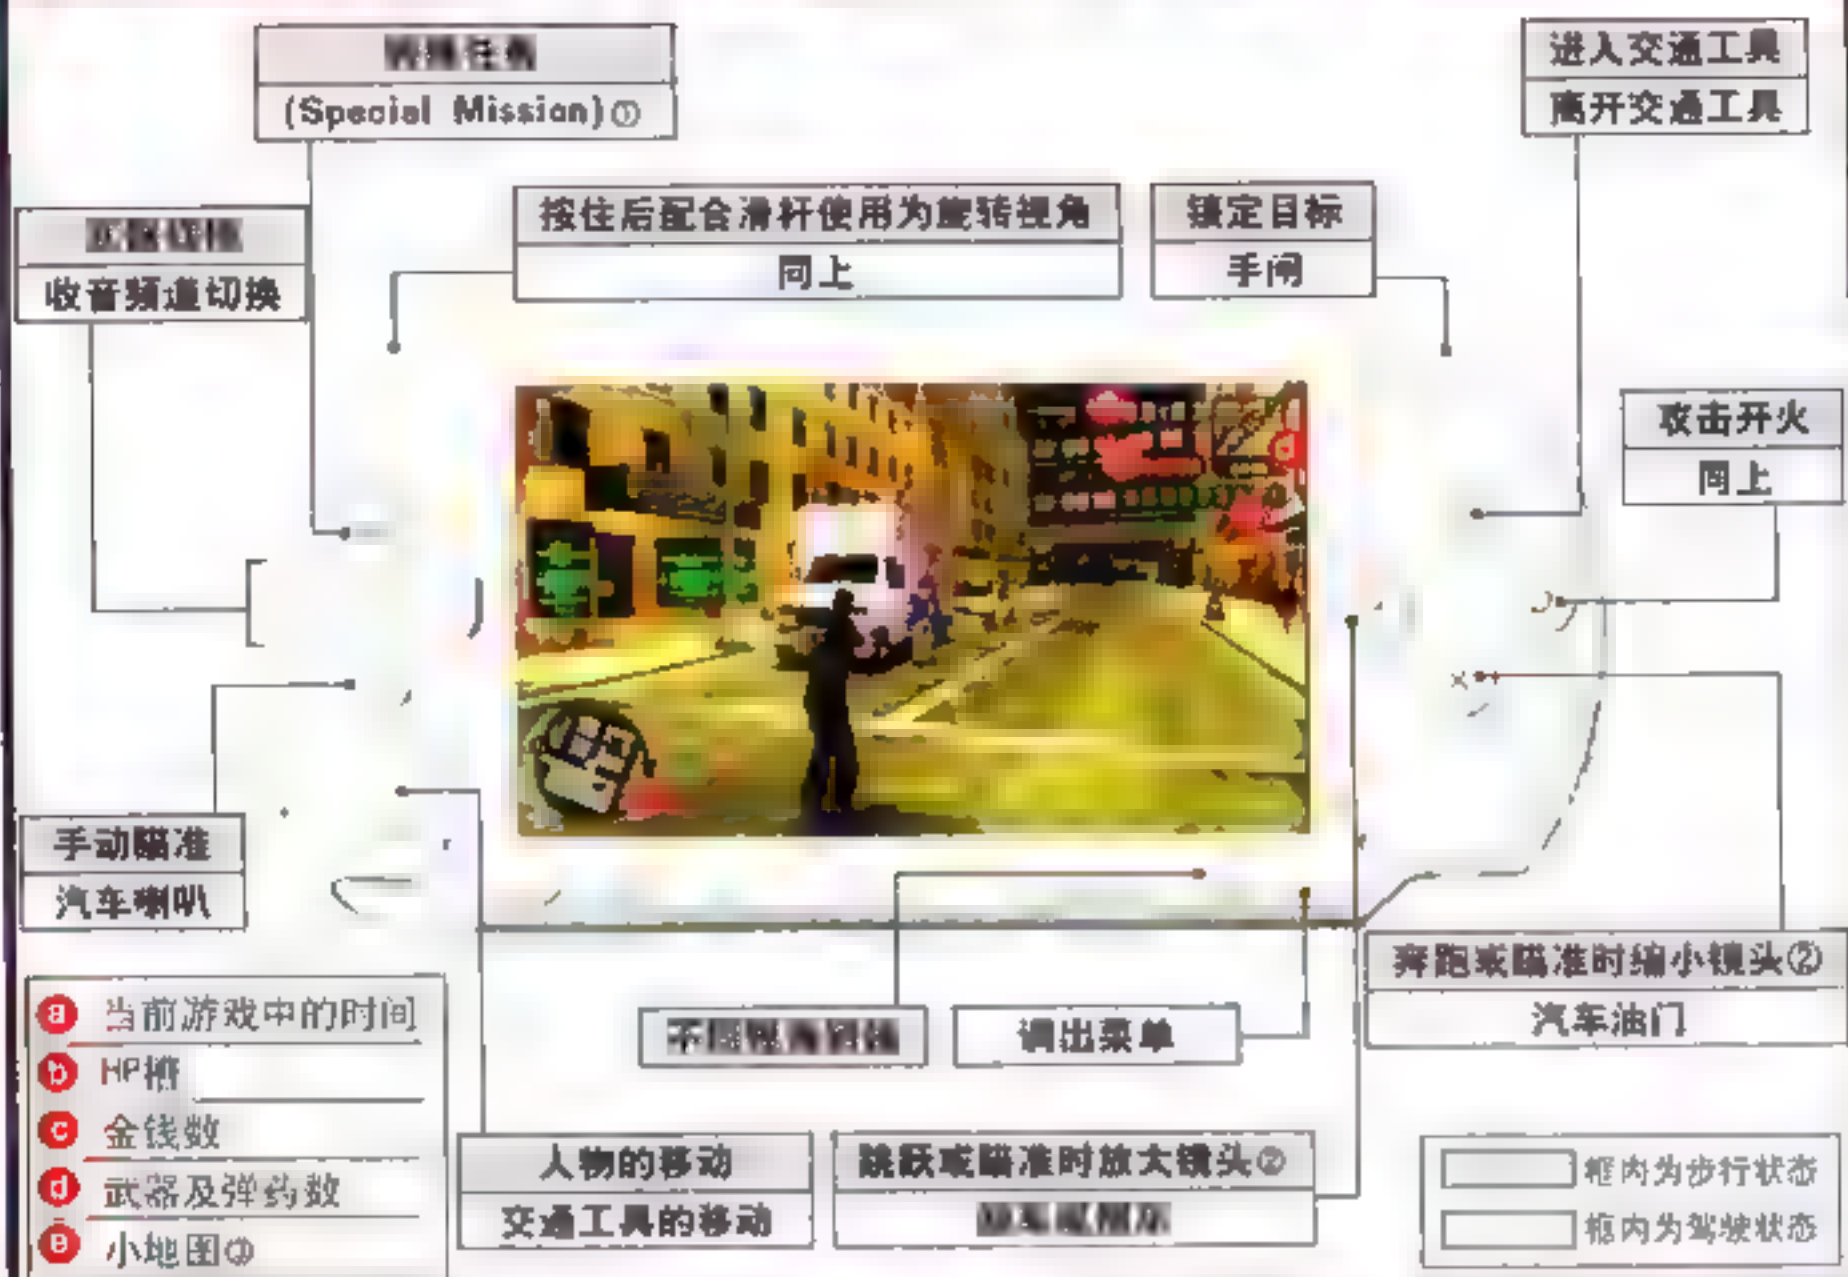 (Special Mission)①
进入交通工具
离开交通工具
按住后配合滑杆使用为旋转视角
同上
锁定目标
手闸
收音频道切换
攻击开火
同上
手动瞄准
汽车喇叭
奔跑或瞄准时缩小镜头②
汽车油门
调出菜单
a 当前游戏中的时间
b HP槽
c 金钱数
d 武器及弹药数
e 小地图③
人物的移动
交通工具的移动
跳跃或瞄准时放大镜头②
框内为步行状态
框内为驾驶状态